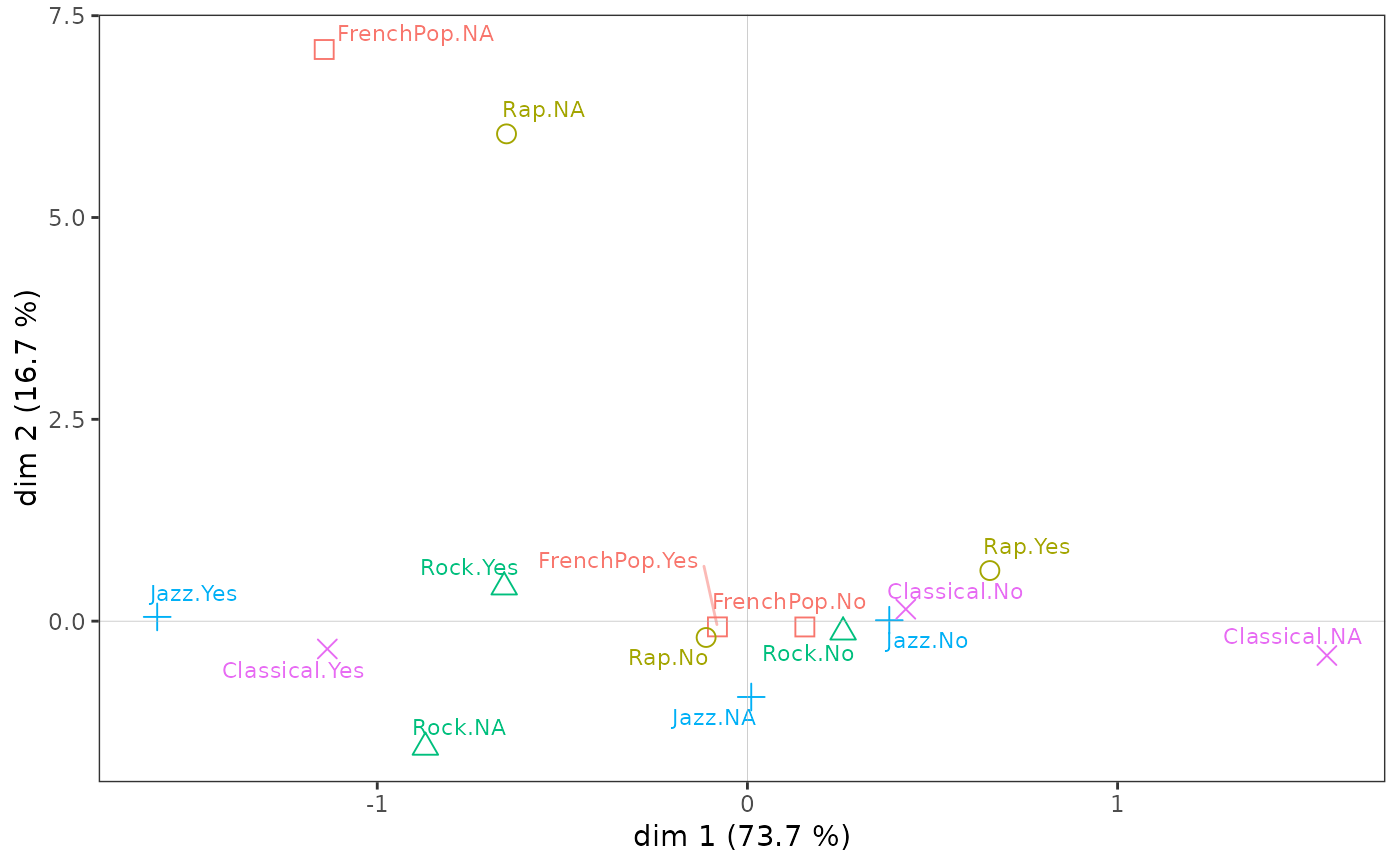 7.5
FrenchPop.NA
Rap.NA
5.0
2.5
dim 2 (16.7 %)
Rap.Yes
FrenchPop.Yes
Rock.Yes
Jazz.Yes
Classical.No
FrenchPop.No
0.0
Classical.NA
Jazz.No
Rock.No
Rap.No
Classical.Yes
Jazz.NA
Rock.NA
-1
0
1
dim 1 (73.7 %)